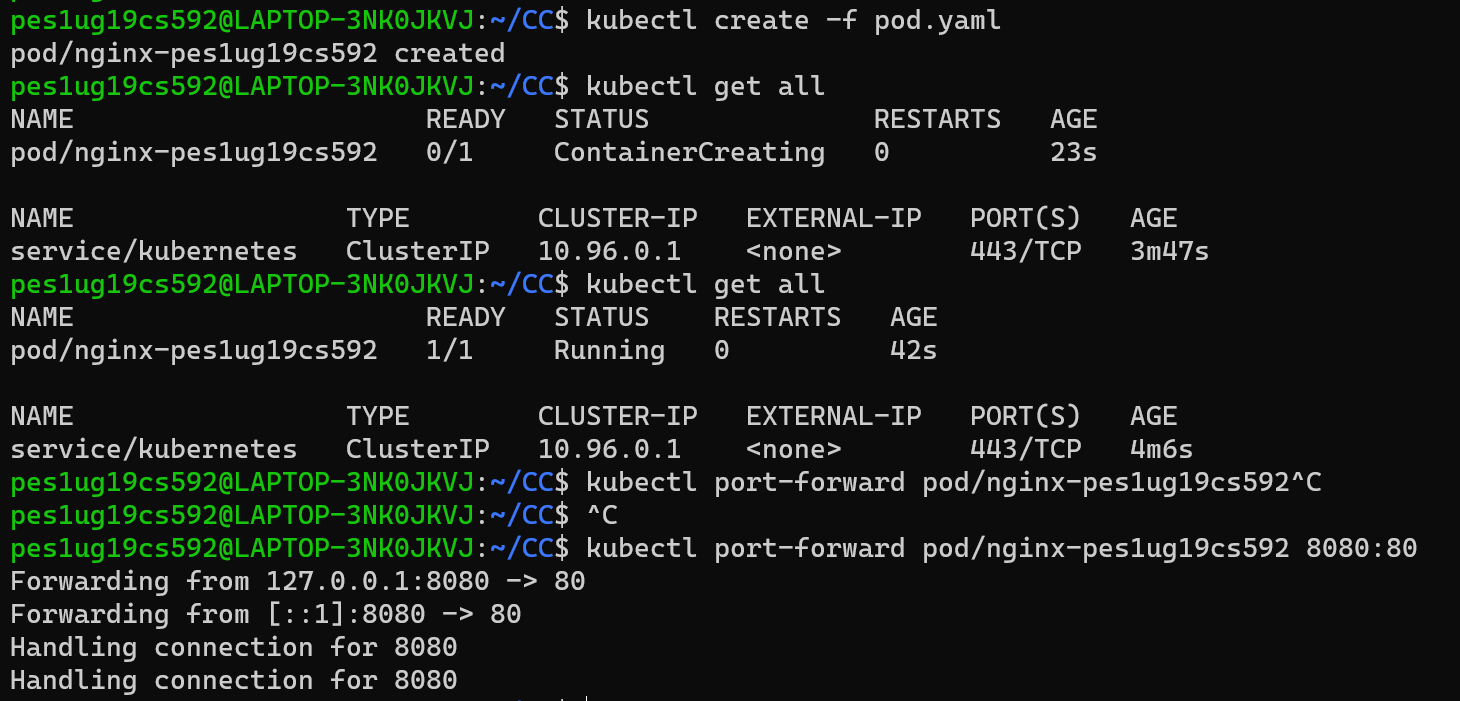 pes1ug19cs592@LAPTOP-3NK0JKVJ:~/CC$ kubectl create -f pod.yaml
pod/nginx-pes1ug19cs592 created
pes1ug19cs592@LAPTOP-3NK0JKVJ:~/CC$ kubectl get all
NAME                      READY   STATUS              RESTARTS   AGE
pod/nginx-pes1ug19cs592   0/1     ContainerCreating   0          23s

NAME                 TYPE        CLUSTER-IP   EXTERNAL-IP   PORT(S)   AGE
service/kubernetes   ClusterIP   10.96.0.1    <none>        443/TCP   3m47s
pes1ug19cs592@LAPTOP-3NK0JKVJ:~/CC$ kubectl get all
NAME                      READY   STATUS    RESTARTS   AGE
pod/nginx-pes1ug19cs592   1/1     Running   0          42s

NAME                 TYPE        CLUSTER-IP   EXTERNAL-IP   PORT(S)   AGE
service/kubernetes   ClusterIP   10.96.0.1    <none>        443/TCP   4m6s
pes1ug19cs592@LAPTOP-3NK0JKVJ:~/CC$ kubectl port-forward pod/nginx-pes1ug19cs592^C
pes1ug19cs592@LAPTOP-3NK0JKVJ:~/CC$ ^C
pes1ug19cs592@LAPTOP-3NK0JKVJ:~/CC$ kubectl port-forward pod/nginx-pes1ug19cs592 8080:80
Forwarding from 127.0.0.1:8080 -> 80
Forwarding from [::1]:8080 -> 80
Handling connection for 8080
Handling connection for 8080